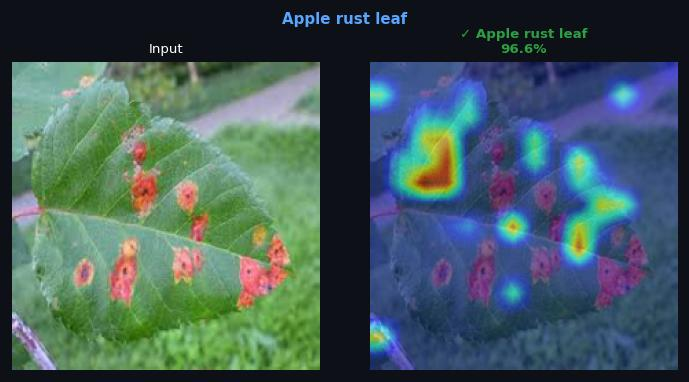 Apple rust leaf
Input
✓ Apple rust leaf
96.6%